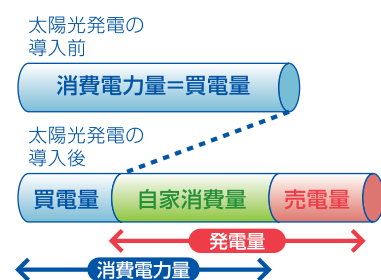 太陽光発電の
導入前
消費電力量=買電量
太陽光発電の
導入後
買電量 自家消費量 売電量
発電量
消費電力量